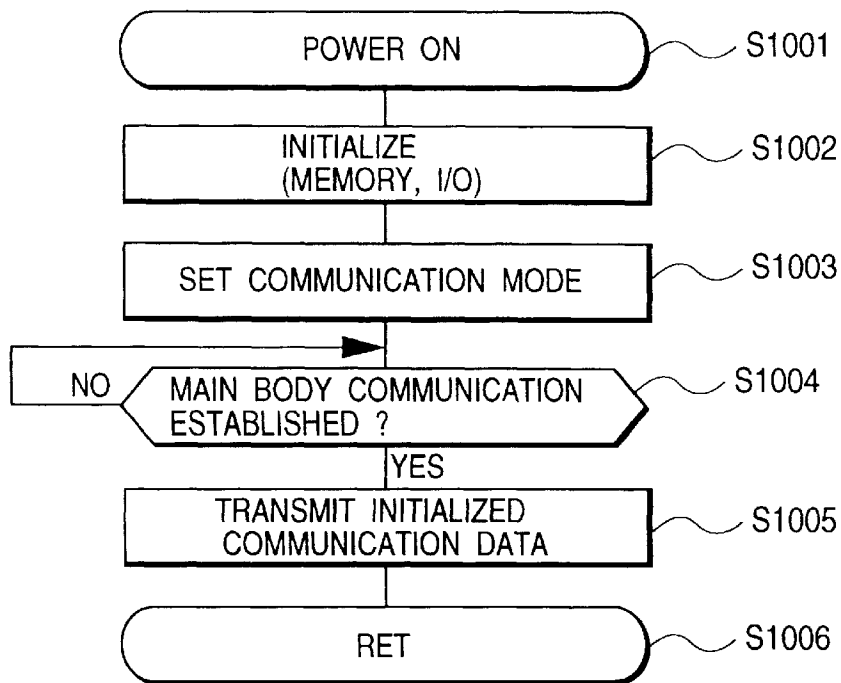 POWER ON
S1001
INITIALIZE
(MEMORY, I/O)
S1002
SET COMMUNICATION MODE
S1003
NO
MAIN BODY COMMUNICATION
ESTABLISHED ?
S1004
YES
TRANSMIT INITIALIZED
COMMUNICATION DATA
S1005
RET
S1006